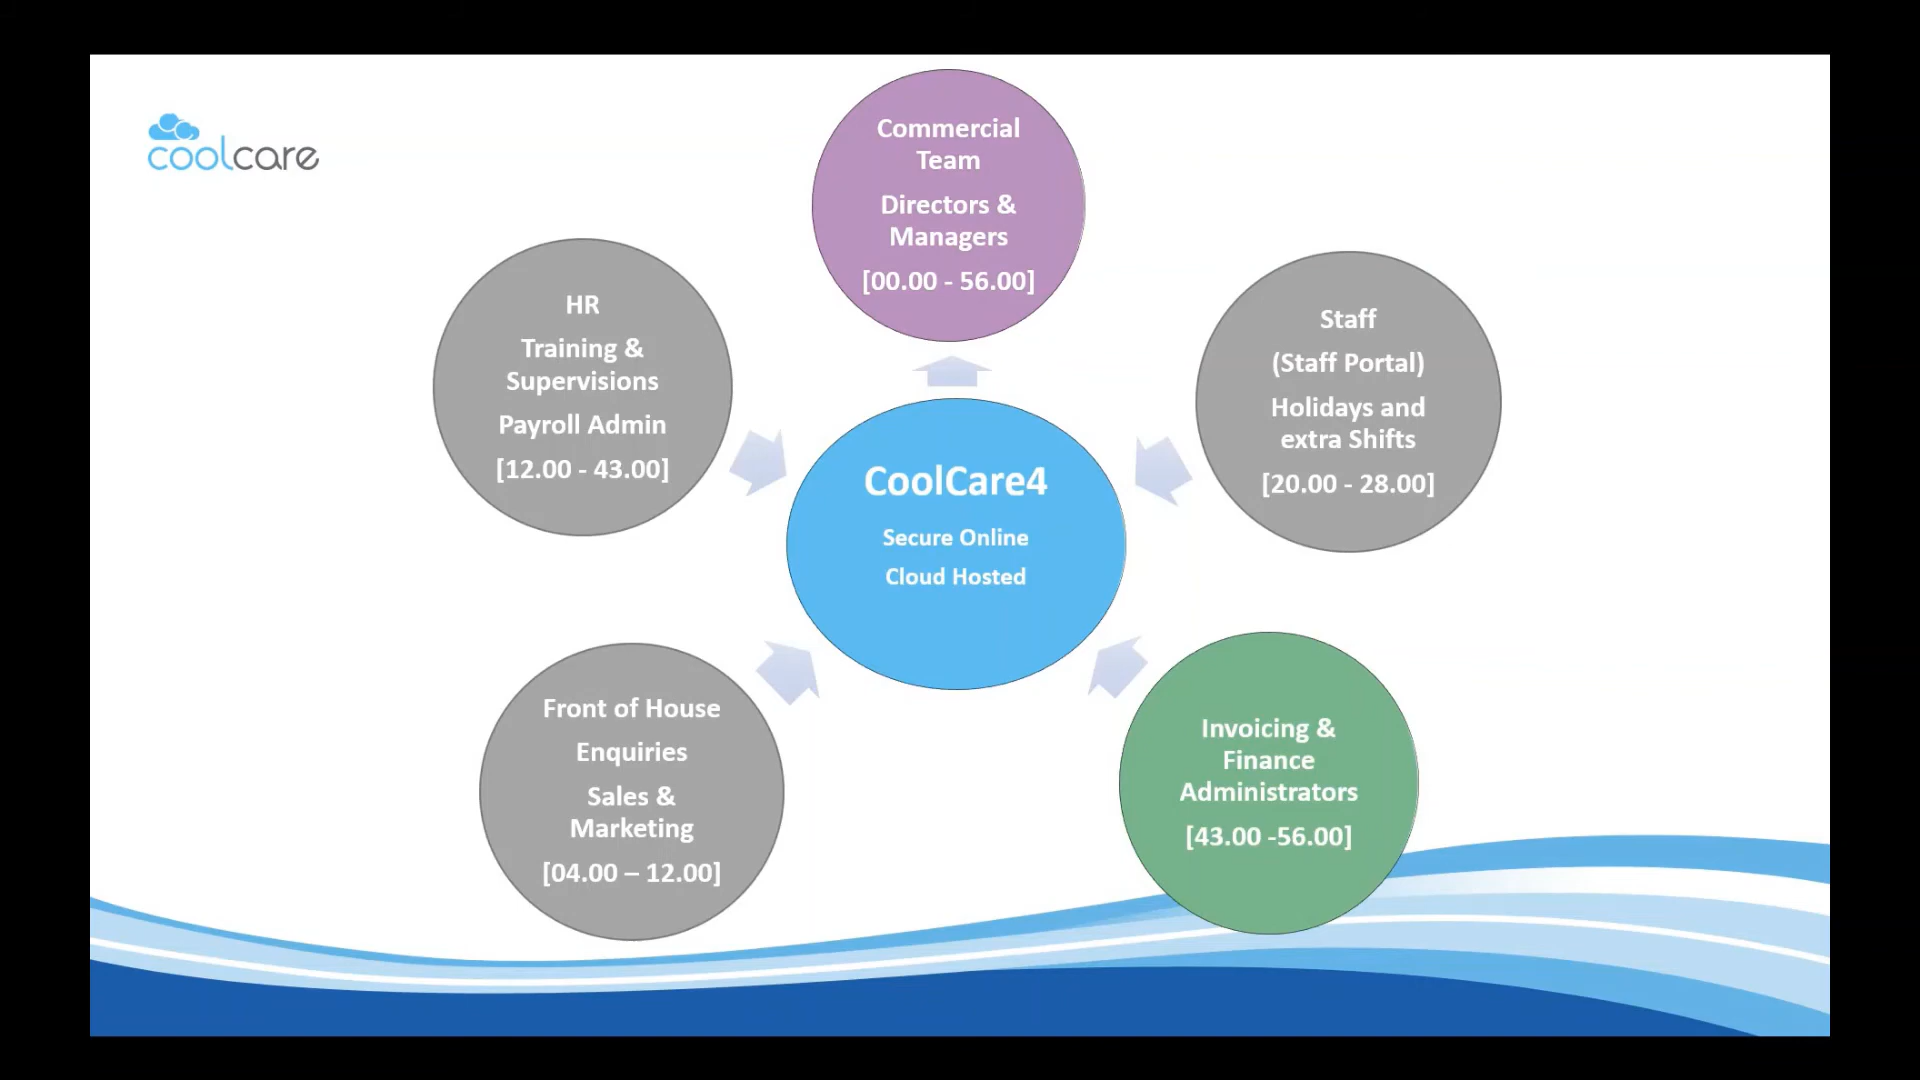 coolcare
Commercial
Team
Directors &
Managers
[00.00 - 56.00]
HR
Training &
Supervisions
Payroll Admin
[12.00 - 43.00]
Staff
(Staff Portal)
Holidays and
extra Shifts
[20.00 - 28.00]
CoolCare4
Secure Online
Cloud Hosted
Front of House
Enquiries
Sales &
Marketing
[04.00 – 12.00]
Invoicing &
Finance
Administrators
[43.00 -56.00]